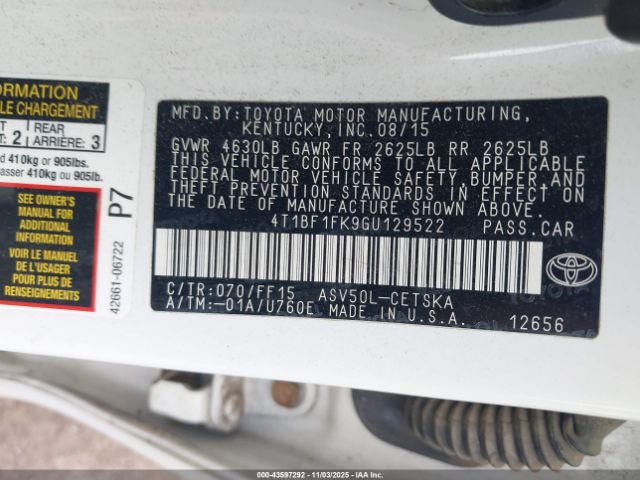 ORMATION
LE CHARGEMENT
T 2 REAR ARRIÈRE: 3
d 410kg or 905lbs.
asser 410kg ou 905lbs.
SEE OWNER'S
MANUAL FOR
ADDITIONAL
INFORMATION
VOIR LE MANUEL
DE L'USAGER
POUR PLUS DE
P7
42661-06722
MFD.BY:TOYOTA MOTOR MANUFACTURING,
KENTUCKY, INC. 08/15
GVWR 4630LB GAWR FR 2625LB RR 2625LB
THIS VEHICLE CONFORMS TO ALL APPLICABLE
FEDERAL MOTOR VEHICLE SAFETY, BUMPER AND
THEFT PREVENTION STANDARDS IN EFFECT ON
THE DATE OF MANUFACTURE SHOWN ABOVE.
4T1BF1FK9GU129522 PASS.CAR
C/TR:070/FF15 ASV50L-CETSKA
A/TM:-01A/U760E MADE IN U.S.A.
12656
TOYOTA
00-43597292 - 11/03/2025 - IAAI.COM